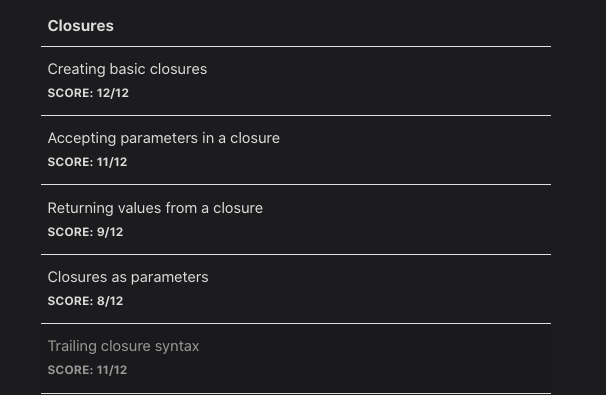 Closures
Creating basic closures
SCORE: 12/12
Accepting parameters in a closure
SCORE: 11/12
Returning values from a closure
SCORE: 9/12
Closures as parameters
SCORE: 8/12
Trailing closure syntax
SCORE: 11/12